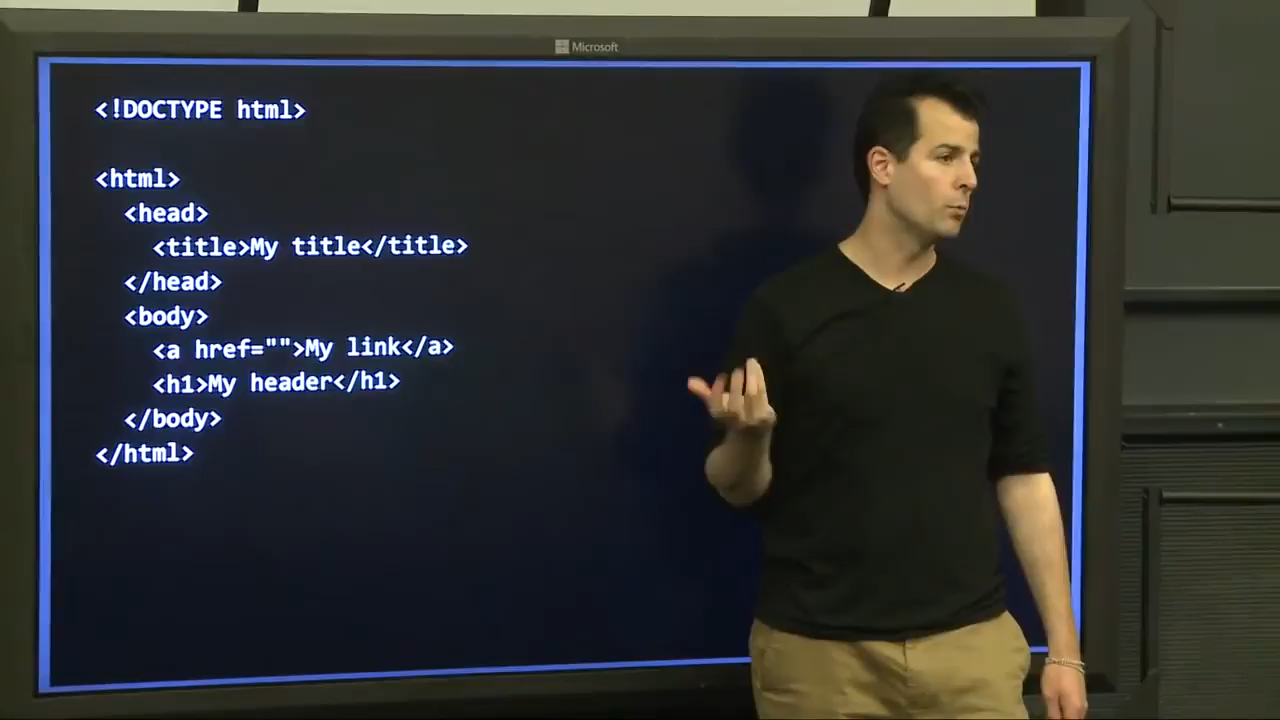 Microsoft
<!DOCTYPE html>
<html>
<head>
<title>My title</title>
</head>
<body>
<a href="">My link</a>
<h1>My header</h1>
</body>
</html>